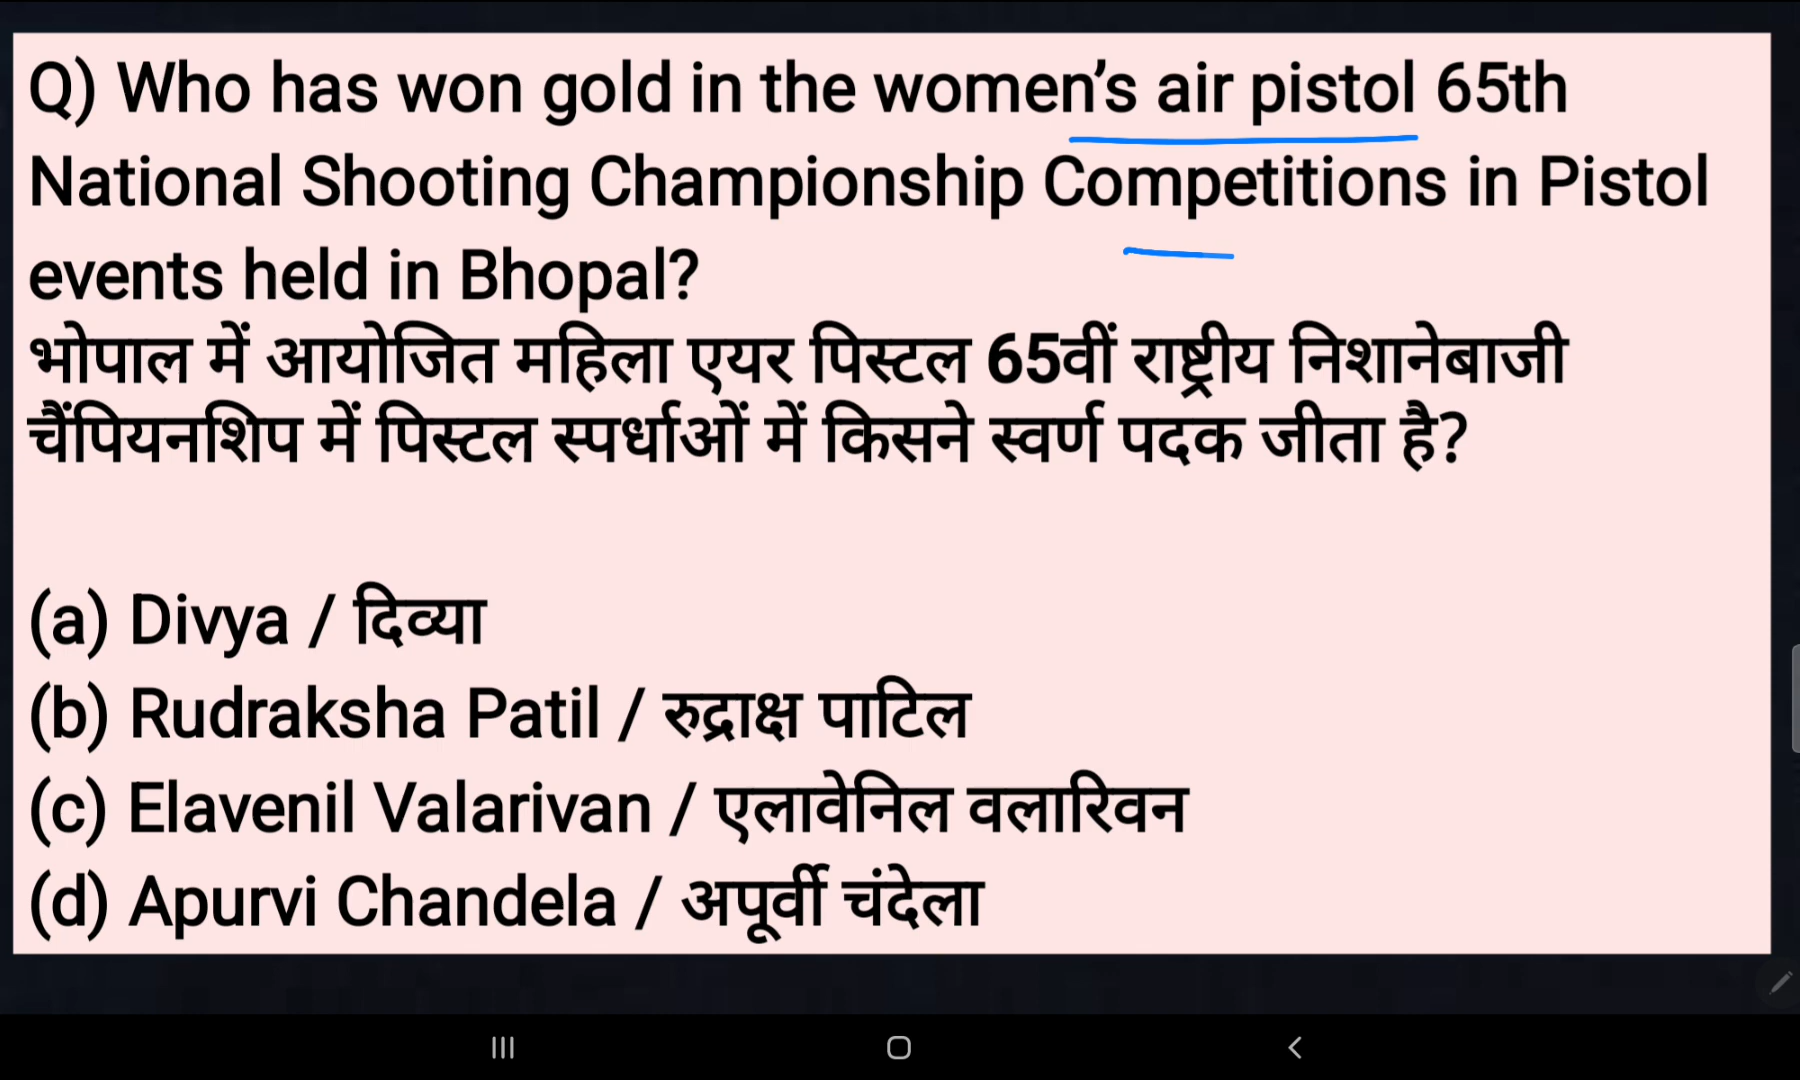 Q) Who has won gold in the women’s air pistol 65th
National Shooting Championship Competitions in Pistol
events held in Bhopal?
भोपाल में आयोजित महिला एयर पिस्टल 65वीं राष्ट्रीय निशानेबाजी
चैंपियनशिप में पिस्टल स्पर्धाओं में किसने स्वर्ण पदक जीता है?
(a) Divya / दिव्या
(b) Rudraksha Patil / रुद्राक्ष पाटिल
(c) Elavenil Valarivan / एलावेनिल वलारिवन
(d) Apurvi Chandela / अपूर्वी चंदेला